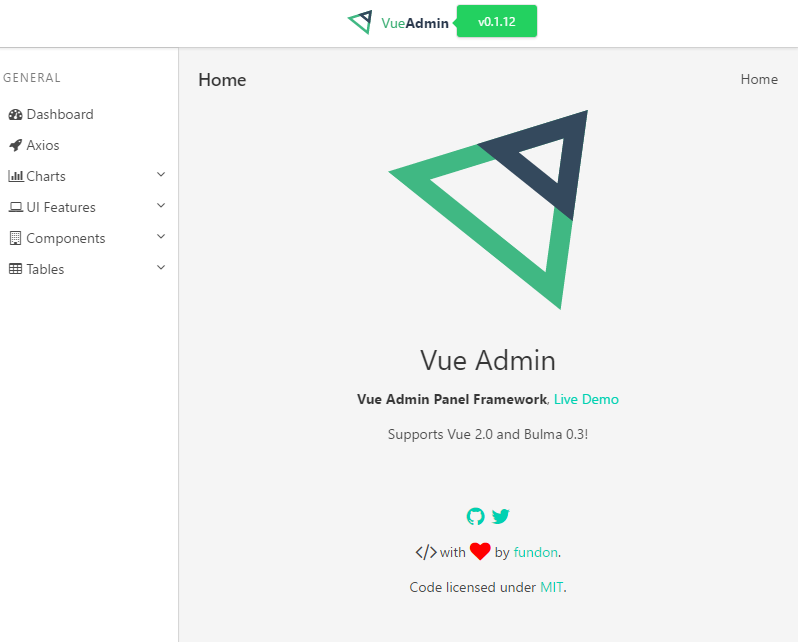 VueAdmin v0.1.12
GENERAL
Dashboard
Axios
Charts
UI Features
Components
Tables
Home
Home
Vue Admin
Vue Admin Panel Framework, Live Demo
Supports Vue 2.0 and Bulma 0.3!
</> with ❤ by fundon.
Code licensed under MIT.